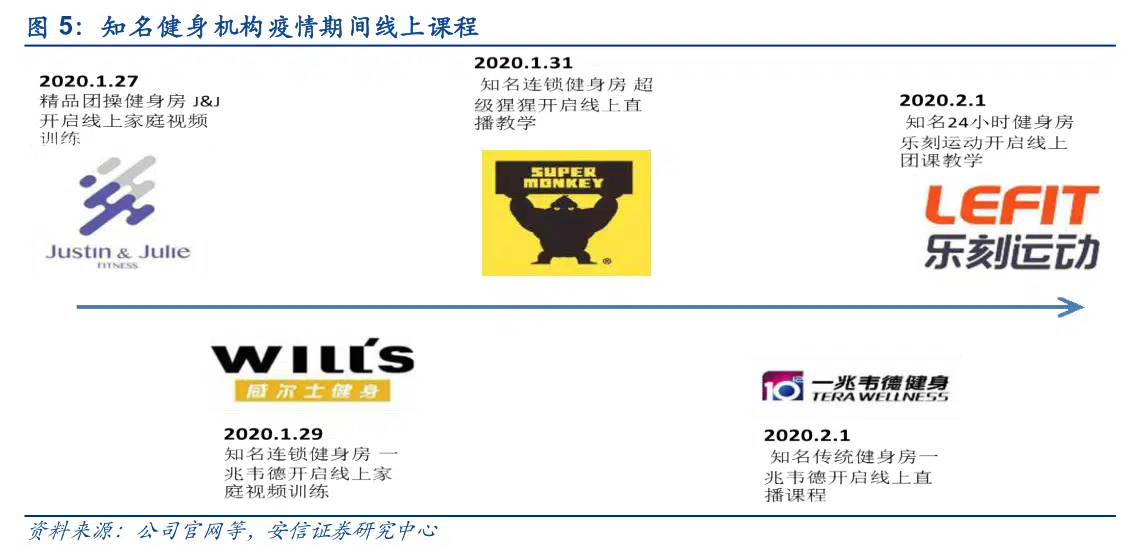 图 5：知名健身机构疫情期间线上课程
2020.1.27
精品团操健身房 J&J
开启线上家庭视频
训练
Justin & Julie
FITNESS
2020.1.31
知名连锁健身房 超
级猩猩开启线上直
播教学
SUPER
MONKEY
®
2020.2.1
知名24小时健身房
乐刻运动开启线上
团课教学
LEFIT
乐刻运动
WILL'S
威尔士健身
2020.1.29
知名连锁健身房 一
兆韦德开启线上家
庭视频训练
10
一兆韦德健身
TERA WELLNESS
2020.2.1
知名传统健身房一
兆韦德开启线上直
播课程
资料来源：公司官网等，安信证券研究中心